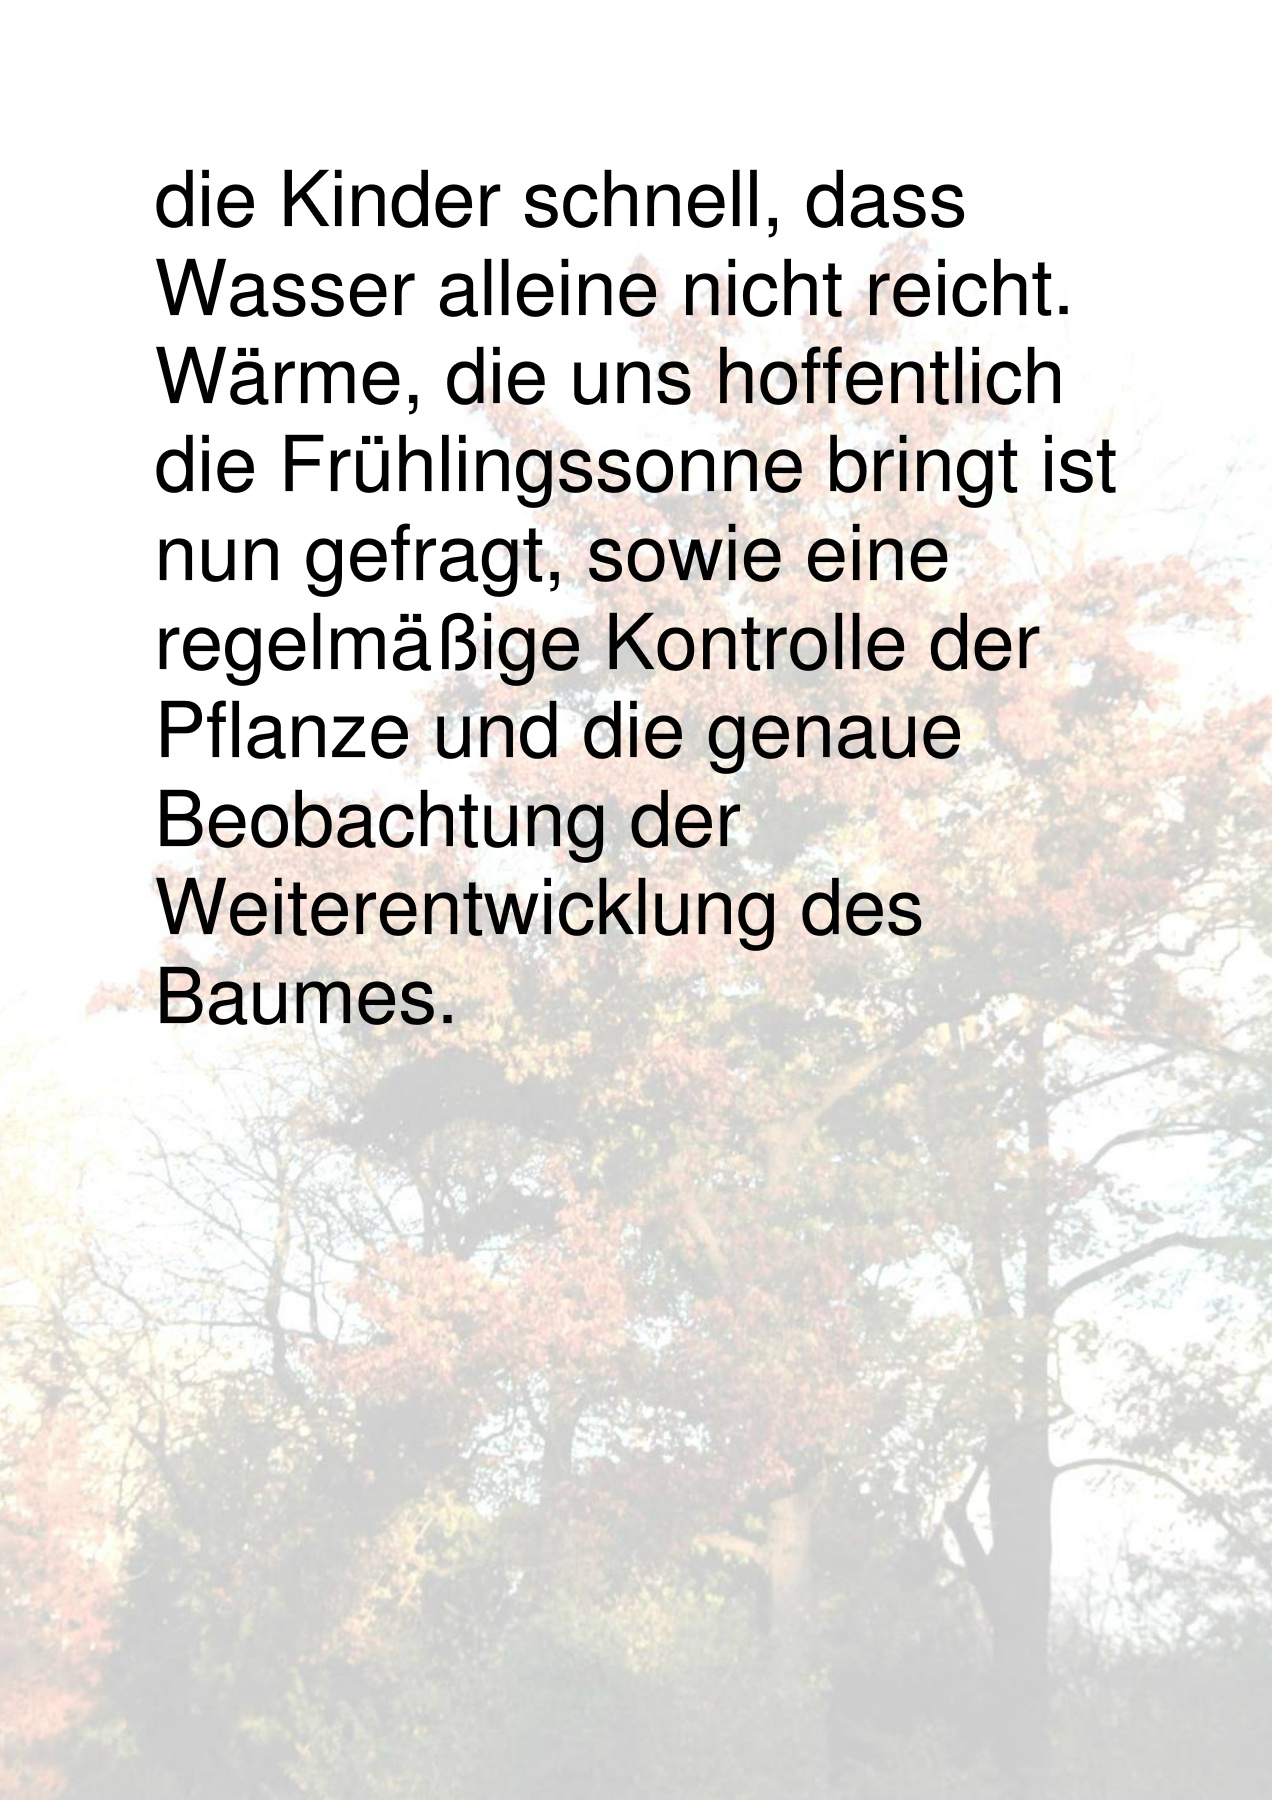 die Kinder schnell, dass
Wasser alleine nicht reicht.
Wärme, die uns hoffentlich
die Frühlingssonne bringt ist
nun gefragt, sowie eine
regelmäßige Kontrolle der
Pflanze und die genaue
Beobachtung der
Weiterentwicklung des
Baumes.